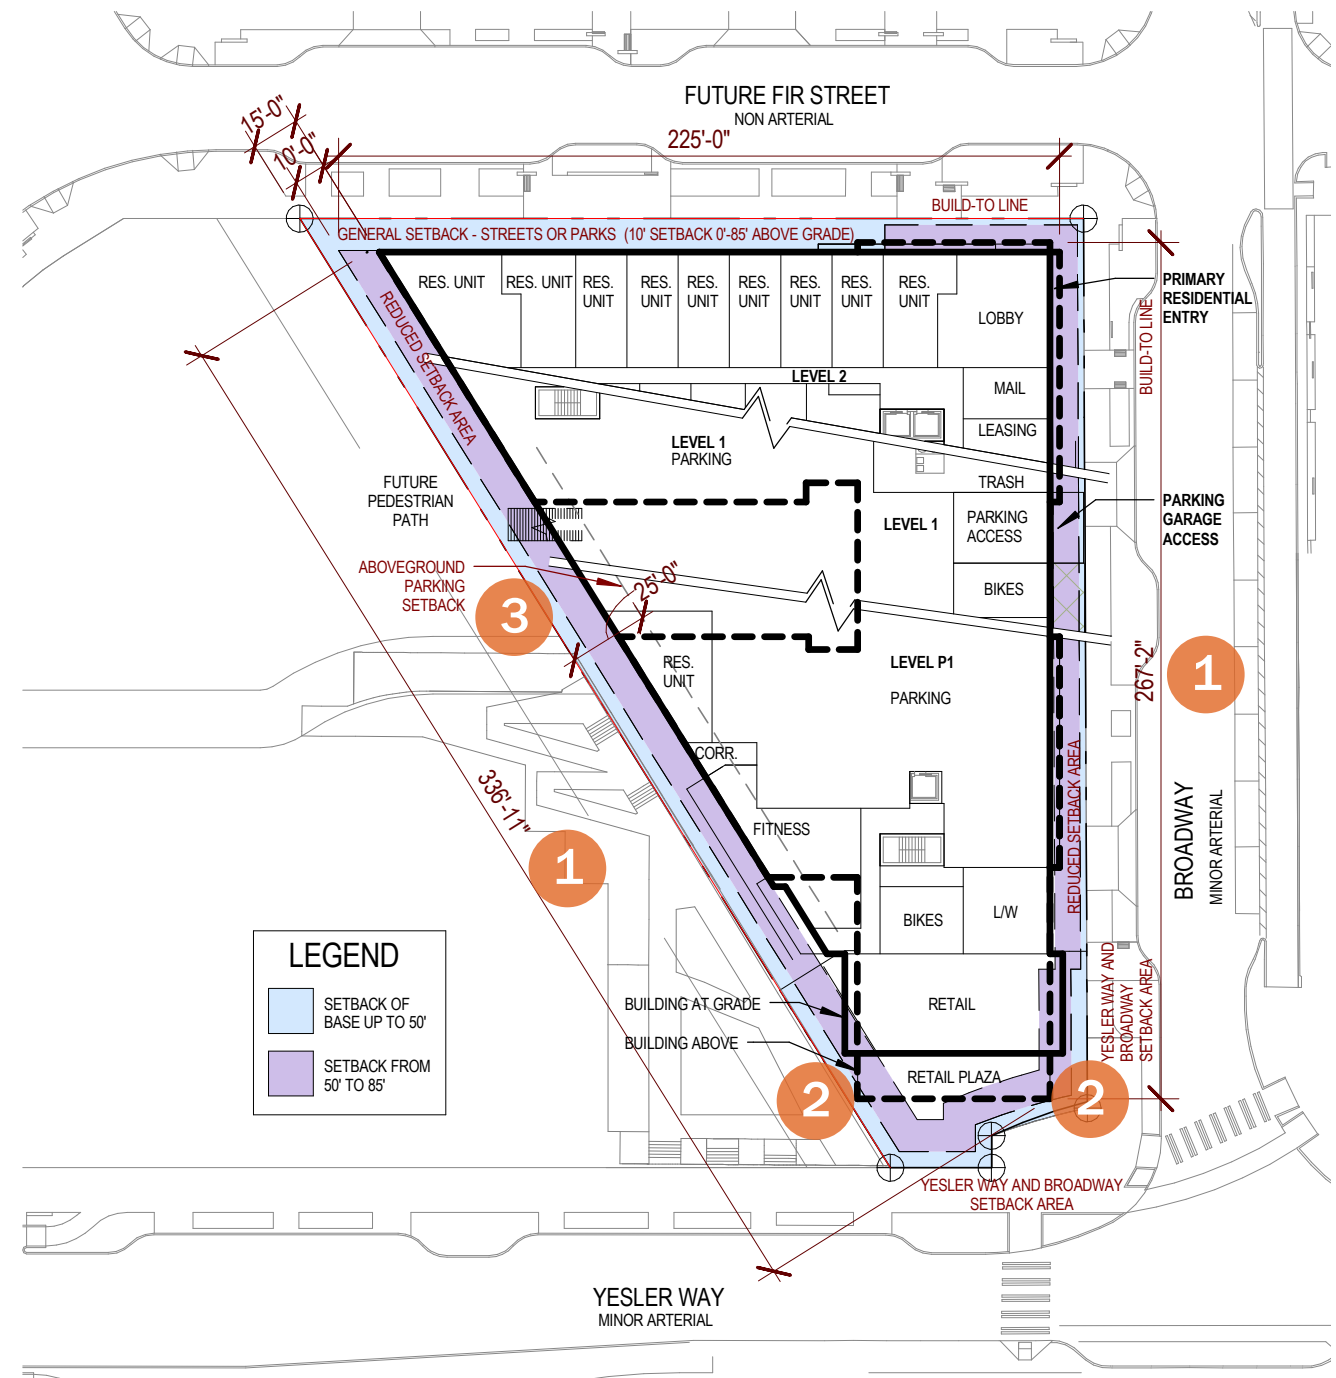 FUTURE FIR STREET
NON ARTERIAL
225'-0"
15'-0"
10'-0"
BUILD-TO LINE
GENERAL SETBACK - STREETS OR PARKS (10' SETBACK 0'-85' ABOVE GRADE)
RES. UNIT
RES. UNIT
RES.
UNIT
RES.
UNIT
RES.
UNIT
RES.
UNIT
RES.
UNIT
RES.
UNIT
RES.
UNIT
LOBBY
PRIMARY
RESIDENTIAL
ENTRY
BUILD-TO LINE
REDUCED SETBACK AREA
LEVEL 2
MAIL
LEASING
LEVEL 1
PARKING
TRASH
FUTURE
PEDESTRIAN
PATH
LEVEL 1
PARKING
ACCESS
PARKING
GARAGE
ACCESS
ABOVEGROUND
PARKING
SETBACK
25'-0"
BIKES
3
RES.
UNIT
LEVEL P1
PARKING
267'-2"
1
CORR.
336'-11"
FITNESS
REDUCED SETBACK AREA
BROADWAY
MINOR ARTERIAL
1
BIKES
L/W
LEGEND
SETBACK OF
BASE UP TO 50'
SETBACK FROM
50' TO 85'
BUILDING AT GRADE
RETAIL
YESLER WAY AND
BROADWAY
SETBACK AREA
BUILDING ABOVE
RETAIL PLAZA
2
2
YESLER WAY AND BROADWAY
SETBACK AREA
YESLER WAY
MINOR ARTERIAL